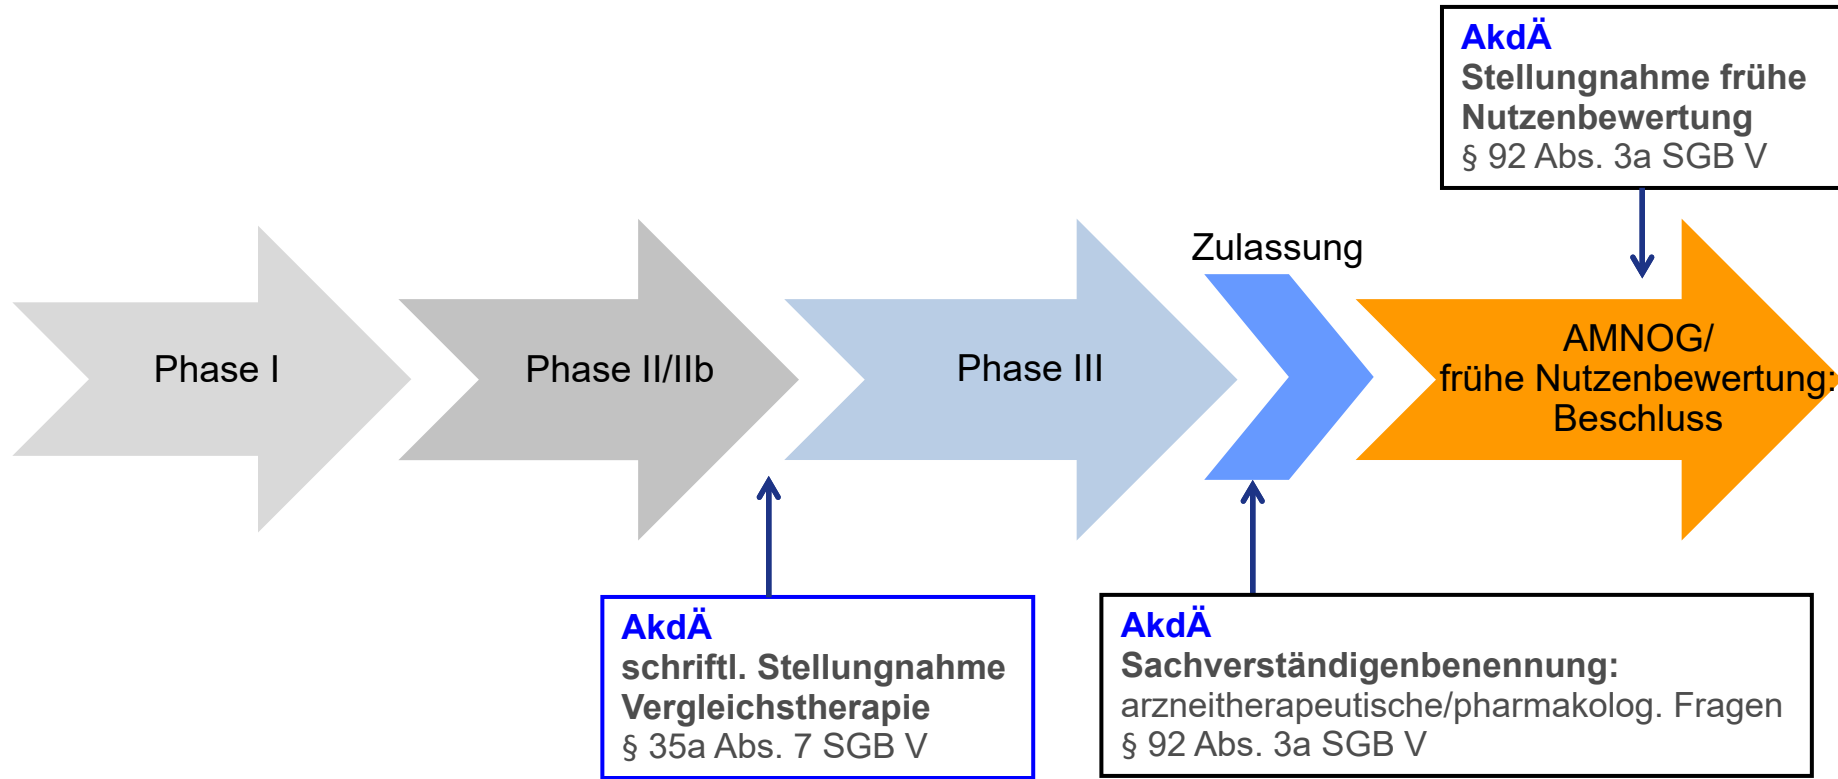 AkdÄ
Stellungnahme frühe
Nutzenbewertung
§ 92 Abs. 3a SGB V
Zulassung
Phase I
Phase II/IIb
Phase III
AMNOG/
frühe Nutzenbewertung:
Beschluss
AkdÄ
schriftl. Stellungnahme
Vergleichstherapie
§ 35a Abs. 7 SGB V
AkdÄ
Sachverständigenbenennung:
arzneitherapeutische/pharmakolog. Fragen
§ 92 Abs. 3a SGB V